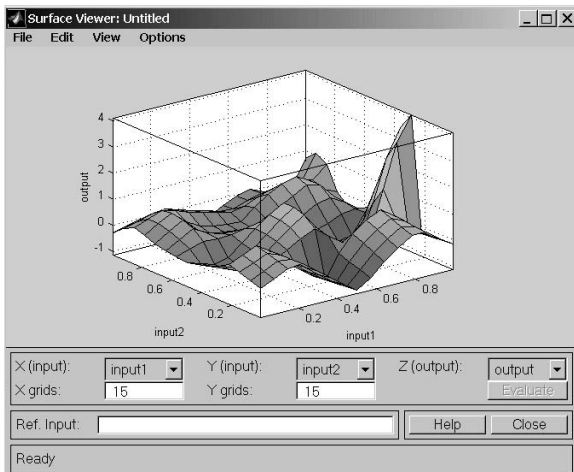 Surface Viewer: Untitled
File Edit View Options
4
3
2
1
0
-1
output
0.8
0.6
0.4
0.2
input2
0.2
0.4
0.6
0.8
input1
X (input): input1 Y (input): input2 Z (output): output
X grids: 15 Y grids: 15 Evaluate
Ref. Input: Help Close
Ready